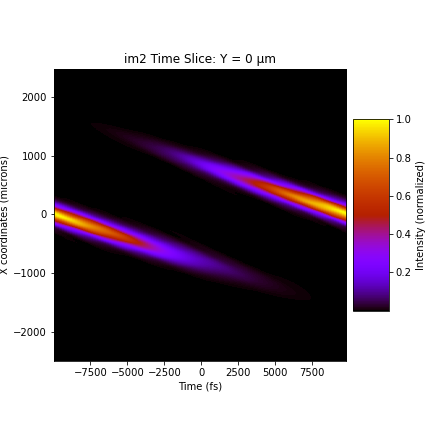 im2 Time Slice: Y = 0 μm
X coordinates (microns)
2000
1000
0
−1000
−2000
−7500 −5000 −2500 0 2500 5000 7500
Time (fs)
1.0
0.8
0.6
0.4
0.2
Intensity (normalized)